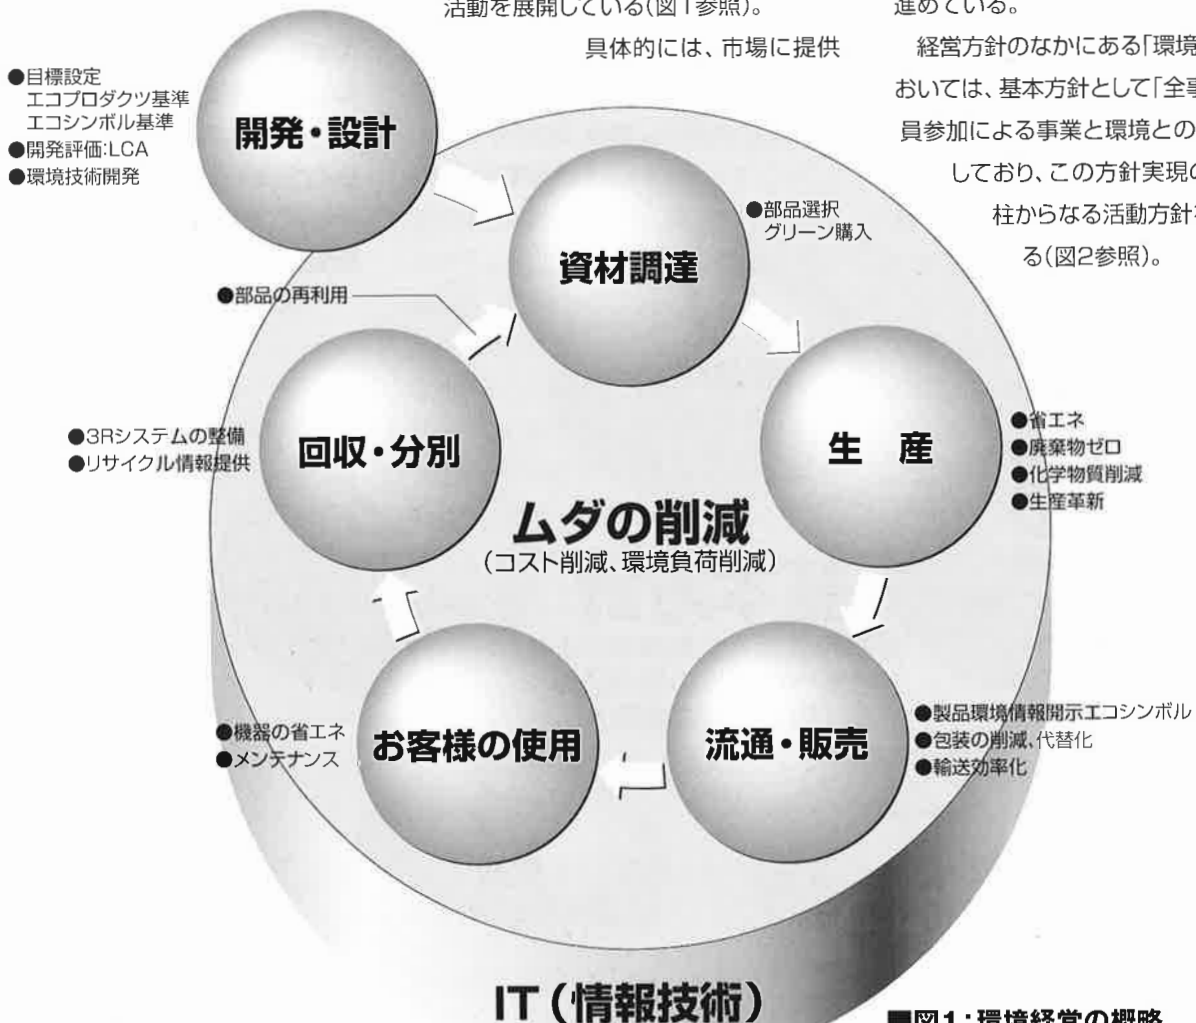 活動を展開している(図1参照)。
具体的には、市場に提供
進めている。
経営方針のなかにある「環境
おいては、基本方針として「全事
員参加による事業と環境との
しており、この方針実現の
柱からなる活動方針
る(図2参照)。
●目標設定
エコプロダクツ基準
エコシンボル基準
●開発評価:LCA
●環境技術開発
開発・設計
資材調達
●部品選択
グリーン購入
●部品の再利用
回収・分別
●3Rシステムの整備
●リサイクル情報提供
生 産
●省エネ
●廃棄物ゼロ
●化学物質削減
●生産革新
ムダの削減
(コスト削減、環境負荷削減)
お客様の使用
●機器の省エネ
●メンテナンス
流通・販売
●製品環境情報開示エコシンボル
●包装の削減、代替化
●輸送効率化
IT(情報技術)
■図1:環境経営の概略